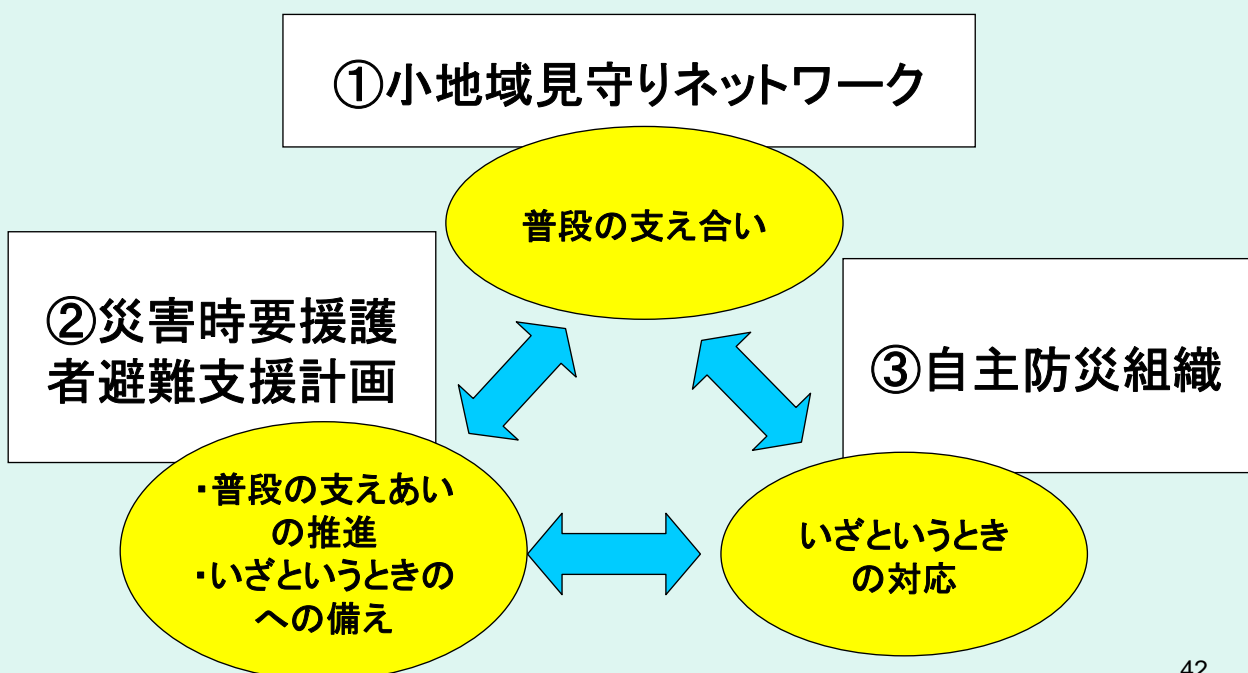 ①小地域見守りネットワーク
普段の支え合い
②災害時要援護
者避難支援計画
・普段の支えあい
の推進
・いざというときの
への備え
③自主防災組織
いざというとき
の対応
42